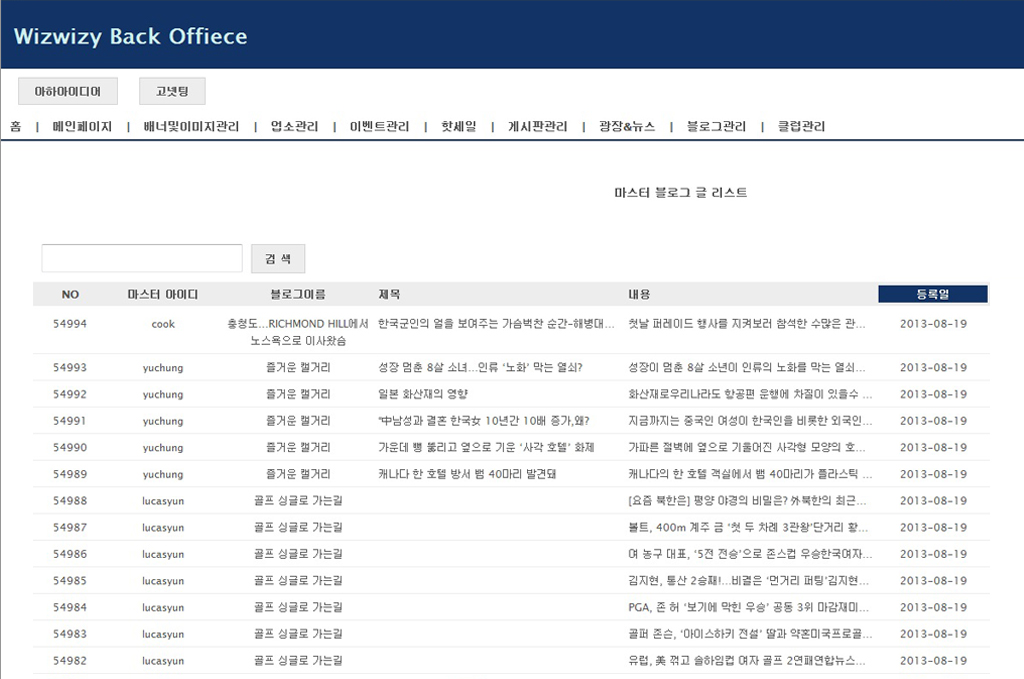 Wizwizy Back Offiece
아하아이디어 고넷팅
홈 | 메인페이지 | 배너및이미지관리 | 업소관리 | 이벤트관리 | 핫세일 | 게시판관리 | 광장&뉴스 | 블로그관리 | 클럽관리
마스터 블로그 글 리스트
검 색
NO 마스터 아이디 블로그이름 제목 내용 등록일
54994 cook 충청도...RICHMOND HILL에서 한국군인의 얼을 보여주는 가슴벅찬 순간-해병대... 첫날 퍼레이드 행사를 지켜보러 참석한 수많은 관... 2013-08-19
노스욕으로 이사왔슴
54993 yuchung 즐거운 캘거리 성장 멈춘 8살 소녀...인류 '노화' 막는 열쇠? 성장이 멈춘 8살 소년이 인류의 노화를 막는 열쇠... 2013-08-19
54992 yuchung 즐거운 캘거리 일본 화산재의 영향 화산재로우리나라도 항공편 운행에 차질이 있을수 ... 2013-08-19
54991 yuchung 즐거운 캘거리 "中남성과 결혼 한국女 10년간 10배 증가,왜? 지금까지는 중국인 여성이 한국인을 비롯한 외국인... 2013-08-19
54990 yuchung 즐거운 캘거리 가운데 뻥 뚫리고 옆으로 기운 '사각 호텔' 화제 가파른 절벽에 옆으로 기울어진 사각형 모양의 호... 2013-08-19
54989 yuchung 즐거운 캘거리 캐나다 한 호텔 방서 뱀 40마리 발견돼 캐나다의 한 호텔 객실에서 뱀 40마리가 플라스틱 ... 2013-08-19
54988 lucasyun 골프 싱글로 가는길 [요즘 북한은] 평양 야경의 비밀은? 外북한의 최근... 2013-08-19
54987 lucasyun 골프 싱글로 가는길 볼트, 400m 계주 금 '첫 두 차례 3관왕'단거리 황... 2013-08-19
54986 lucasyun 골프 싱글로 가는길 여 농구 대표, '5전 전승'으로 존스컵 우승한국여자... 2013-08-19
54985 lucasyun 골프 싱글로 가는길 김지현, 통산 2승째!...비결은 '먼거리 퍼팅'김지현... 2013-08-19
54984 lucasyun 골프 싱글로 가는길 PGA, 존 허 '보기에 막힌 우승' 공동 3위 마감재미... 2013-08-19
54983 lucasyun 골프 싱글로 가는길 골퍼 존슨, '아이스하키 전설' 딸과 약혼미국프로골... 2013-08-19
54982 lucasyun 골프 싱글로 가는길 유럽, 美 꺾고 솔하임컵 여자 골프 2연패연합뉴스... 2013-08-19